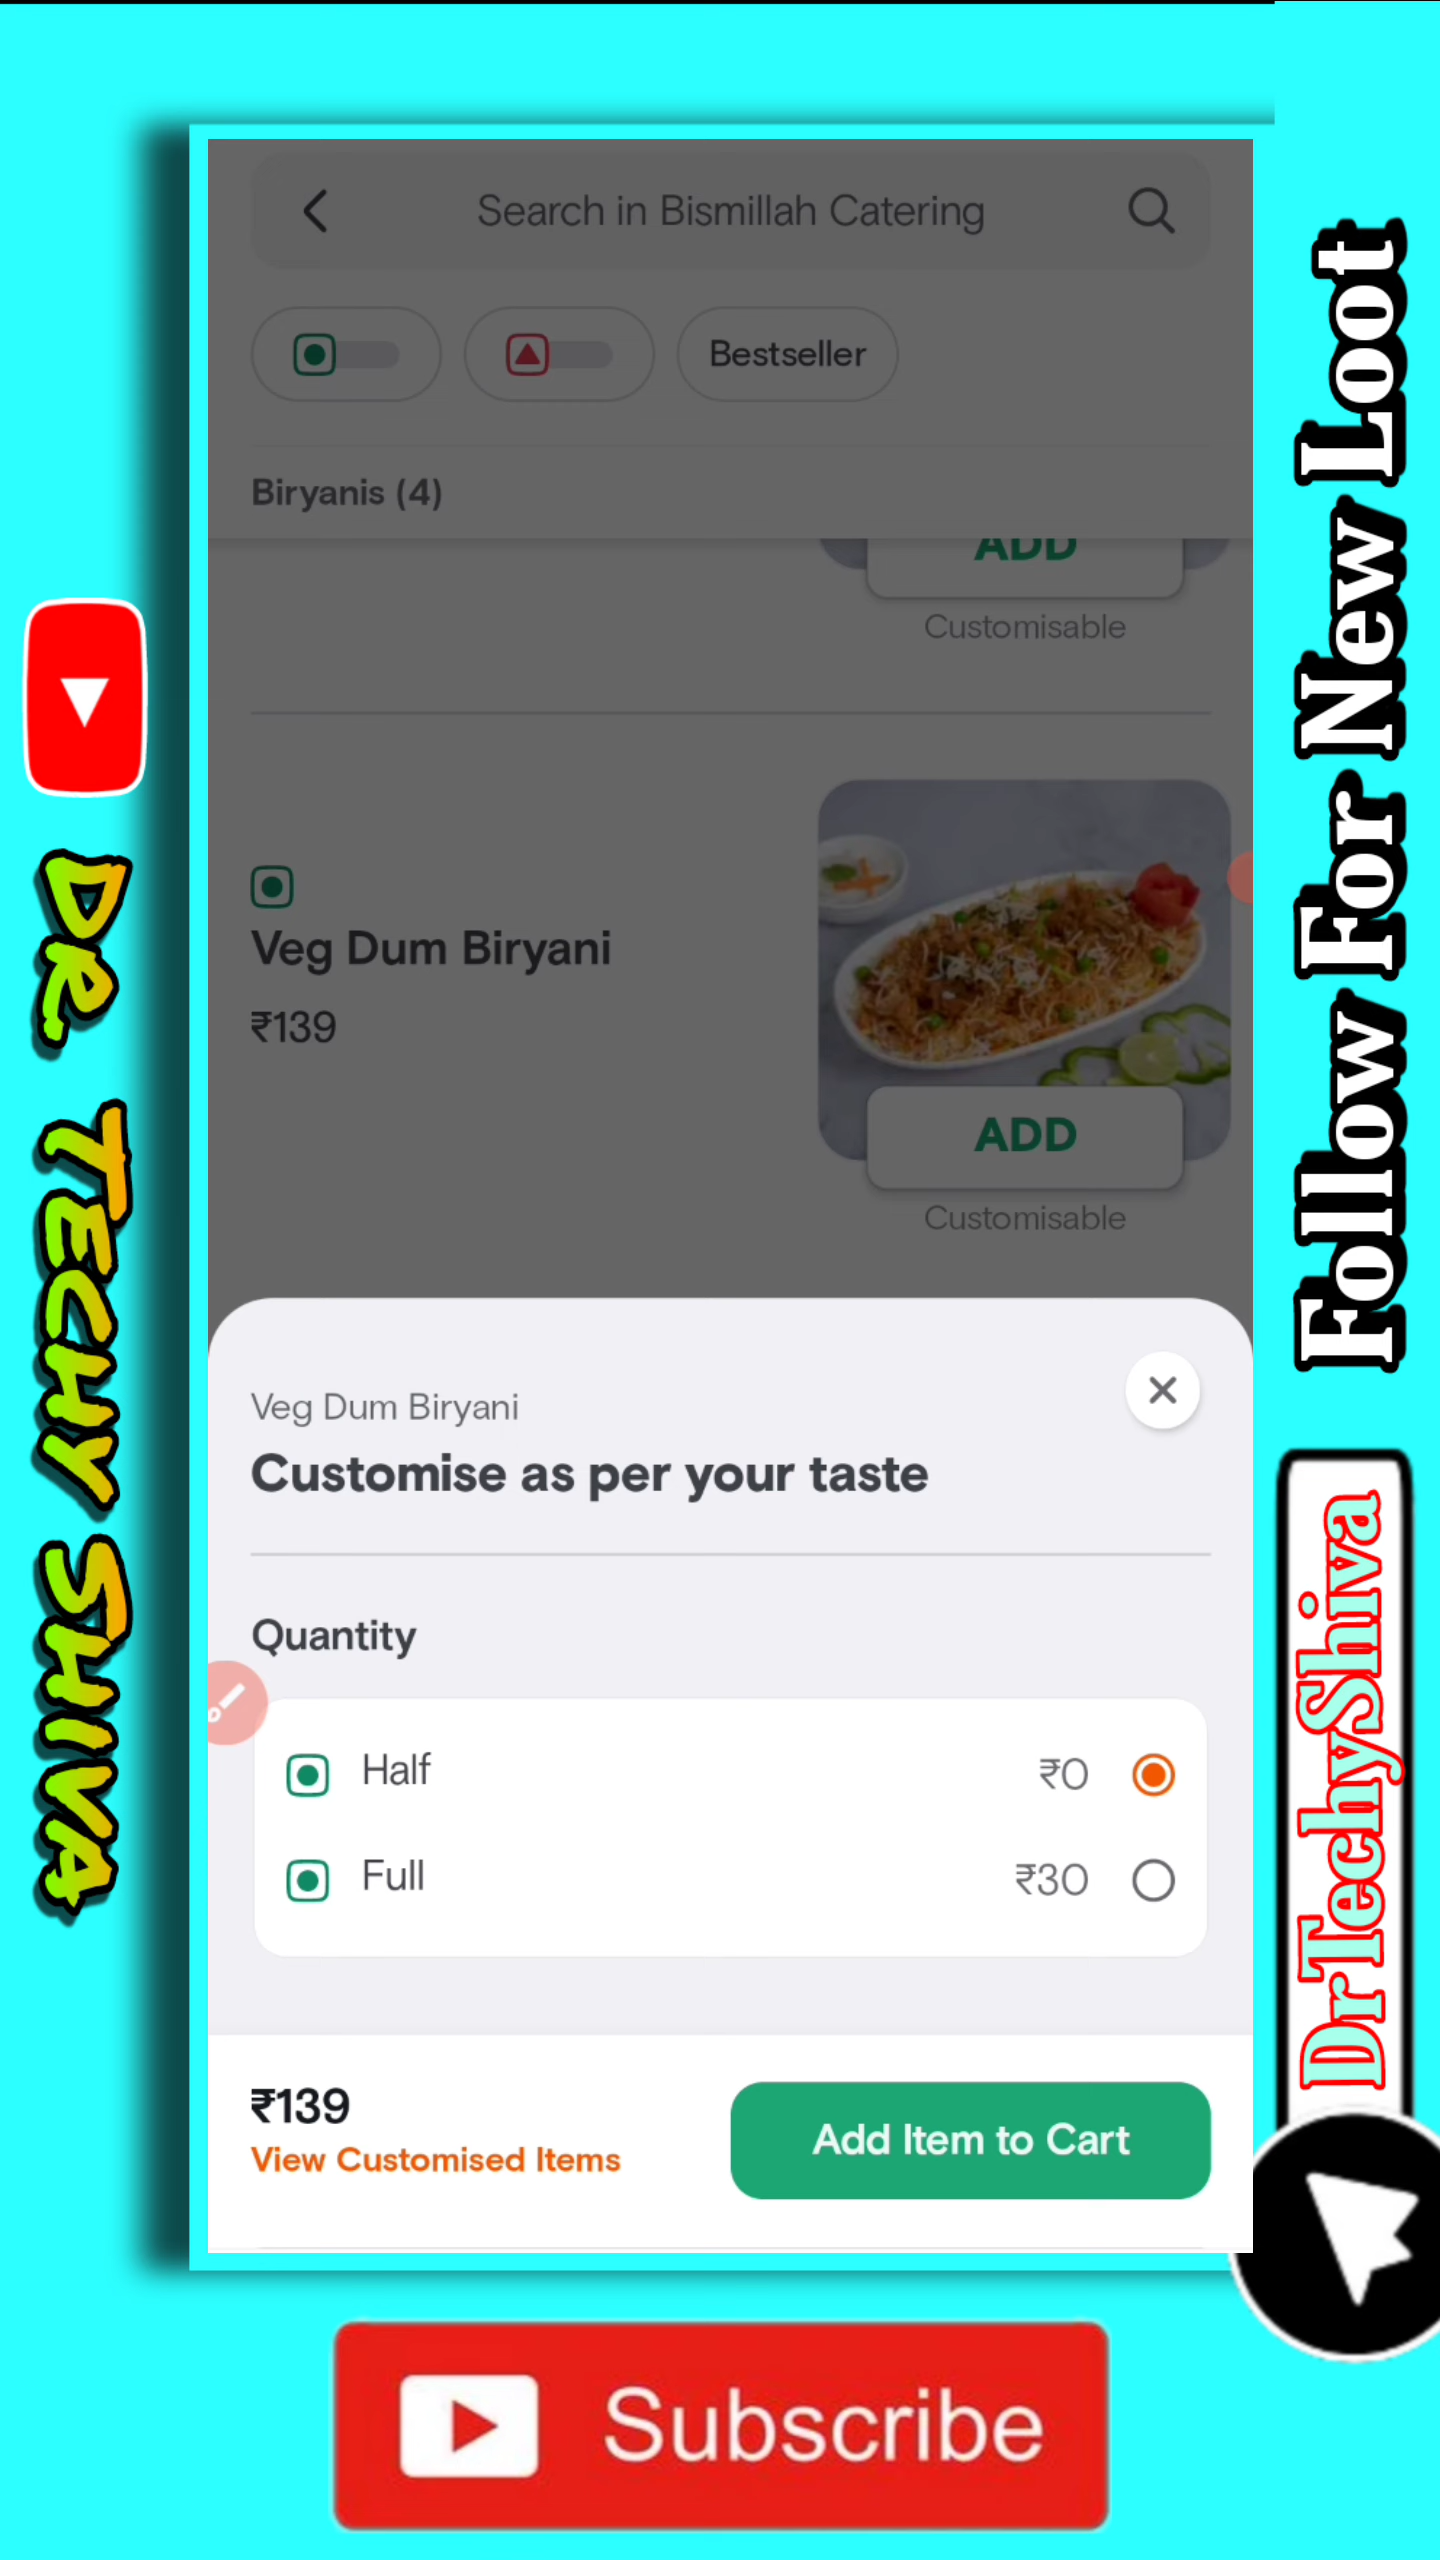 Search in Bismillah Catering
Bestseller
Biryanis (4)
ADD
Customisable
Veg Dum Biryani
₹139
ADD
Customisable
Veg Dum Biryani
Customise as per your taste
Quantity
Half ₹0
Full ₹30
₹139
View Customised Items
Add Item to Cart
Subscribe
DR. TECHY SHIVA
Follow For New Loot
DrTechyShiva